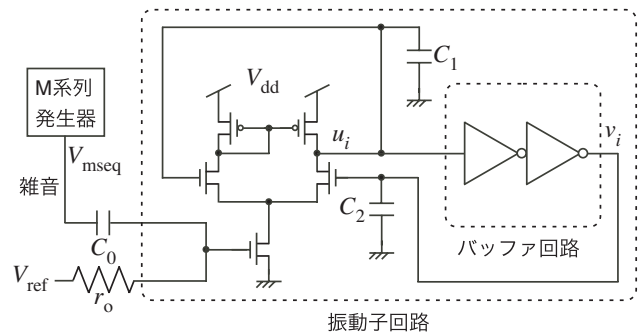 M系列
発生器
V_mseq
雑音
C_0
V_ref
r_o
V_dd
u_i
C_1
C_2
v_i
バッファ回路
振動子回路